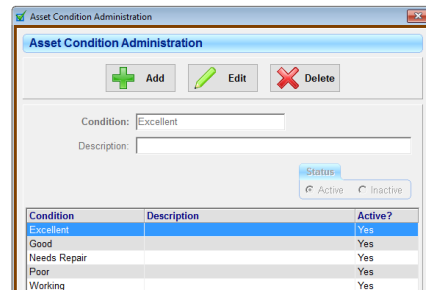 Asset Condition Administration
Asset Condition Administration
Add Edit Delete
Condition: Excellent
Description:
Status
Active Inactive
Condition Description Active?
Excellent Yes
Good Yes
Needs Repair Yes
Poor Yes
Working Yes